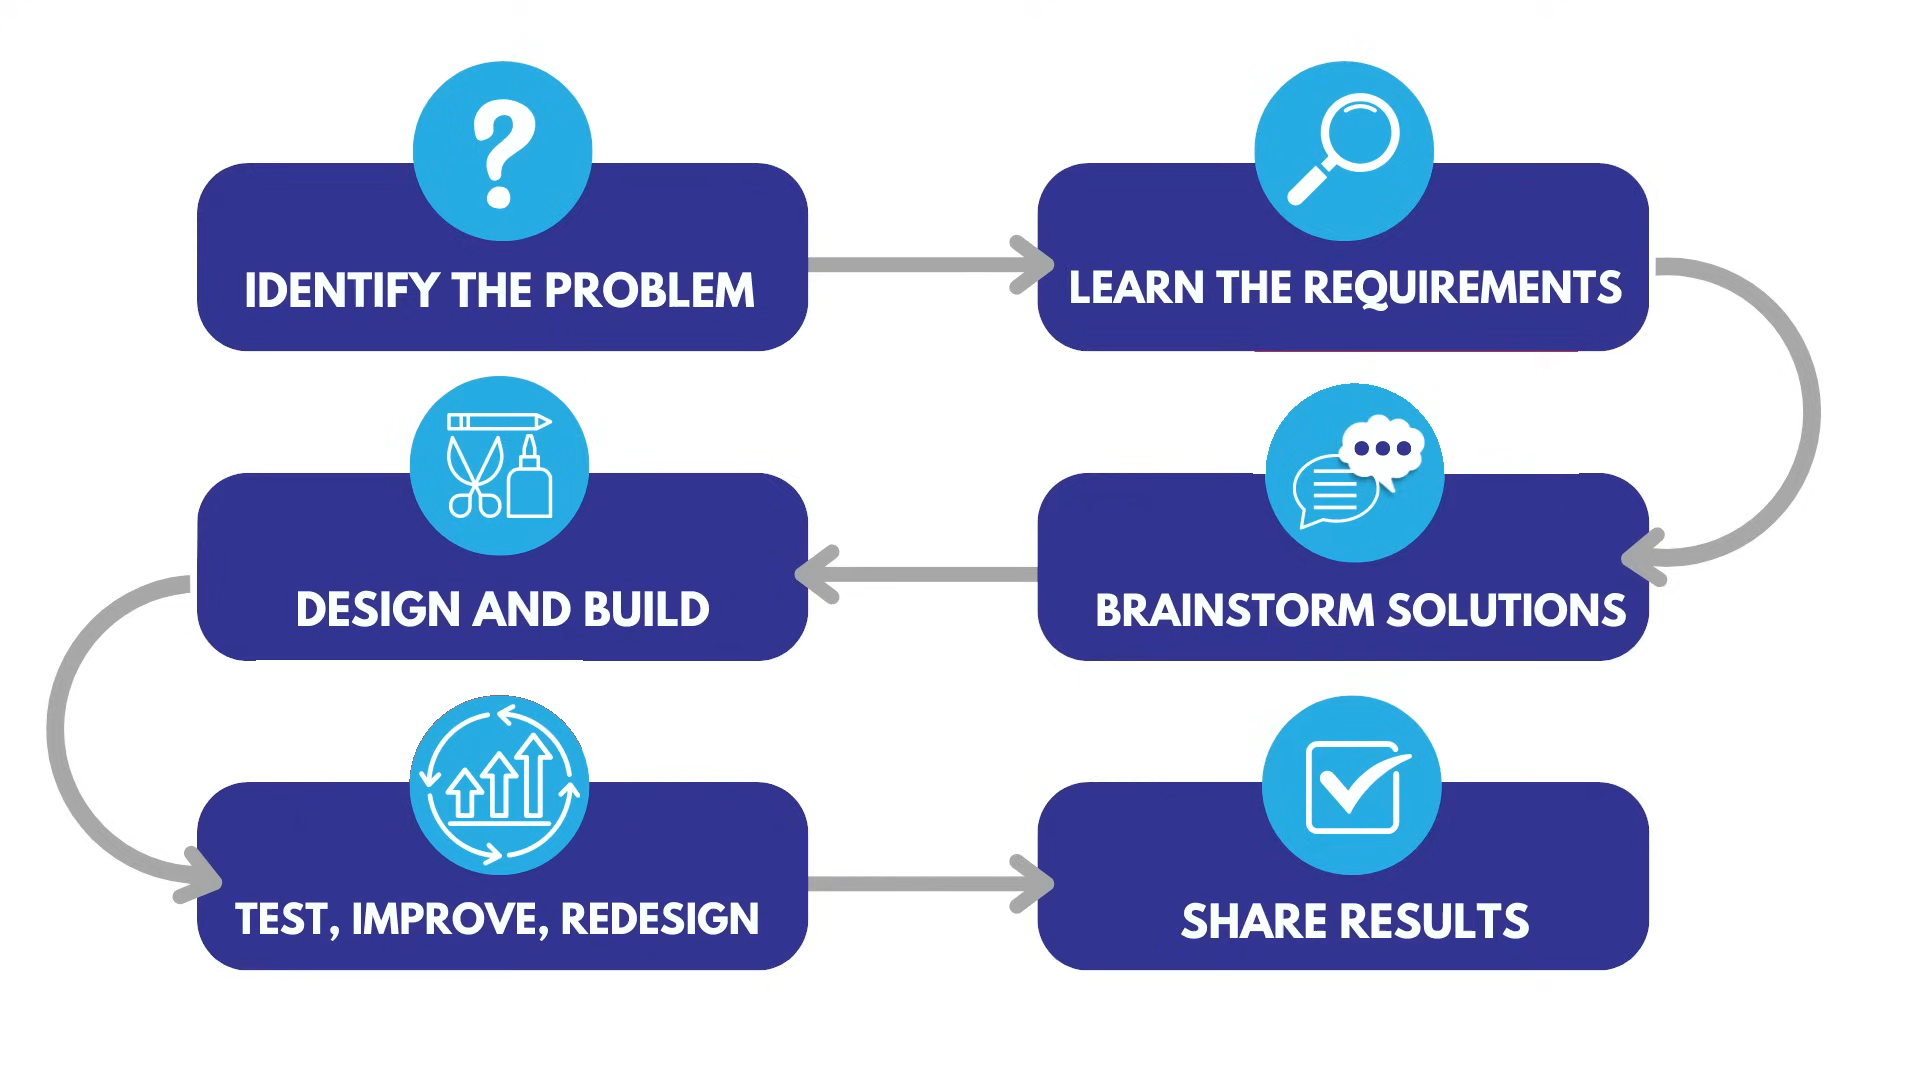 IDENTIFY THE PROBLEM
LEARN THE REQUIREMENTS
BRAINSTORM SOLUTIONS
DESIGN AND BUILD
TEST, IMPROVE, REDESIGN
SHARE RESULTS